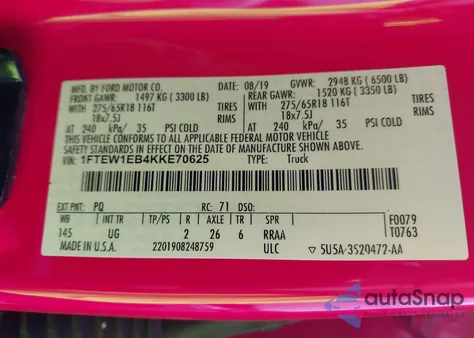 MFD. BY FORD MOTOR CO.
DATE: 08/19 GVWR: 2948 KG ( 6500 LB)
FRONT GAWR: 1497 KG ( 3300 LB) REAR GAWR: 1520 KG ( 3350 LB)
WITH 275/65R18 116T WITH 275/65R18 116T
18x7.5J 18x7.5J
AT 240 kPa/ 35 PSI COLD AT 240 kPa/ 35 PSI COLD
THIS VEHICLE CONFORMS TO ALL APPLICABLE FEDERAL MOTOR VEHICLE
SAFETY STANDARDS IN EFFECT ON THE DATE OF MANUFACTURE SHOWN ABOVE.
VIN: 1FTEW1EB4KKE70625 TYPE: Truck
EXT PNT: PQ RC: 71 DSO:
WB INT TR TP/PS R AXLE TR SPR F0079
145 UG 2 26 6 RRAA T0763
MADE IN U.S.A. 2201908248759 ULC 5U5A-3520472-AA
autoSnap